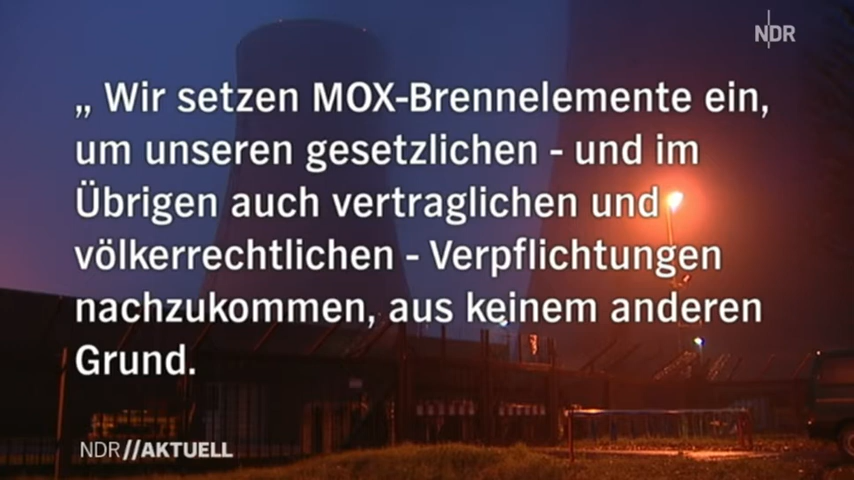 NDR
„ Wir setzen MOX-Brennelemente ein,
um unseren gesetzlichen - und im
Übrigen auch vertraglichen und
völkerrechtlichen - Verpflichtungen
nachzukommen, aus keinem anderen
Grund.
NDR//AKTUELL